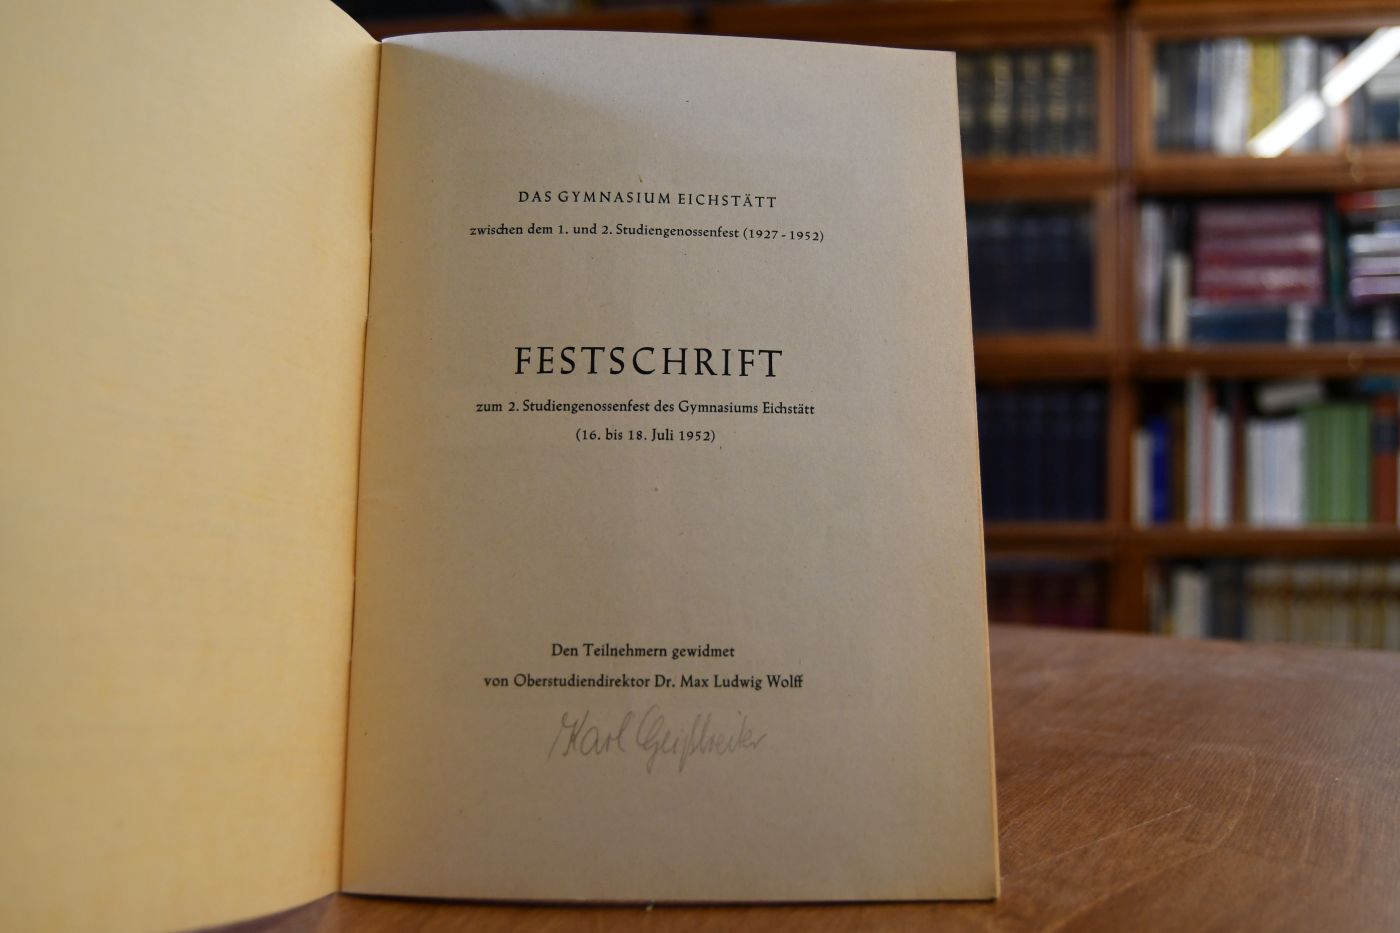 DAS GYMNASIUM EICHSTÄTT
zwischen dem 1. und 2. Studiengenossenfest (1927 - 1952)
FESTSCHRIFT
zum 2. Studiengenossenfest des Gymnasiums Eichstätt
(16. bis 18. Juli 1952)
Den Teilnehmern gewidmet
von Oberstudiendirektor Dr. Max Ludwig Wolff
Karl